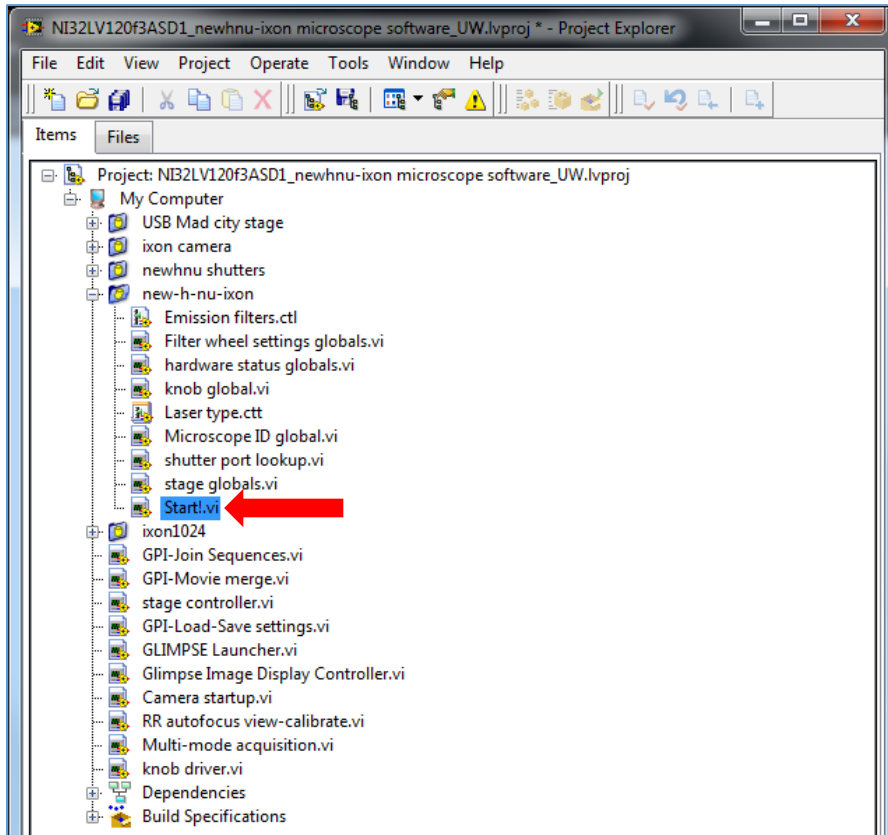 NI32LV120f3ASD1_newhnu-ixon microscope software_UW.lvproj * - Project Explorer
File Edit View Project Operate Tools Window Help
Items Files
Project: NI32LV120f3ASD1_newhnu-ixon microscope software_UW.lvproj
My Computer
USB Mad city stage
ixon camera
newhnu shutters
new-h-nu-ixon
Emission filters.ctl
Filter wheel settings globals.vi
hardware status globals.vi
knob global.vi
Laser type.ctt
Microscope ID global.vi
shutter port lookup.vi
stage globals.vi
Start!.vi
ixon1024
GPI-Join Sequences.vi
GPI-Movie merge.vi
stage controller.vi
GPI-Load-Save settings.vi
GLIMPSE Launcher.vi
Glimpse Image Display Controller.vi
Camera startup.vi
RR autofocus view-calibrate.vi
Multi-mode acquisition.vi
knob driver.vi
Dependencies
Build Specifications